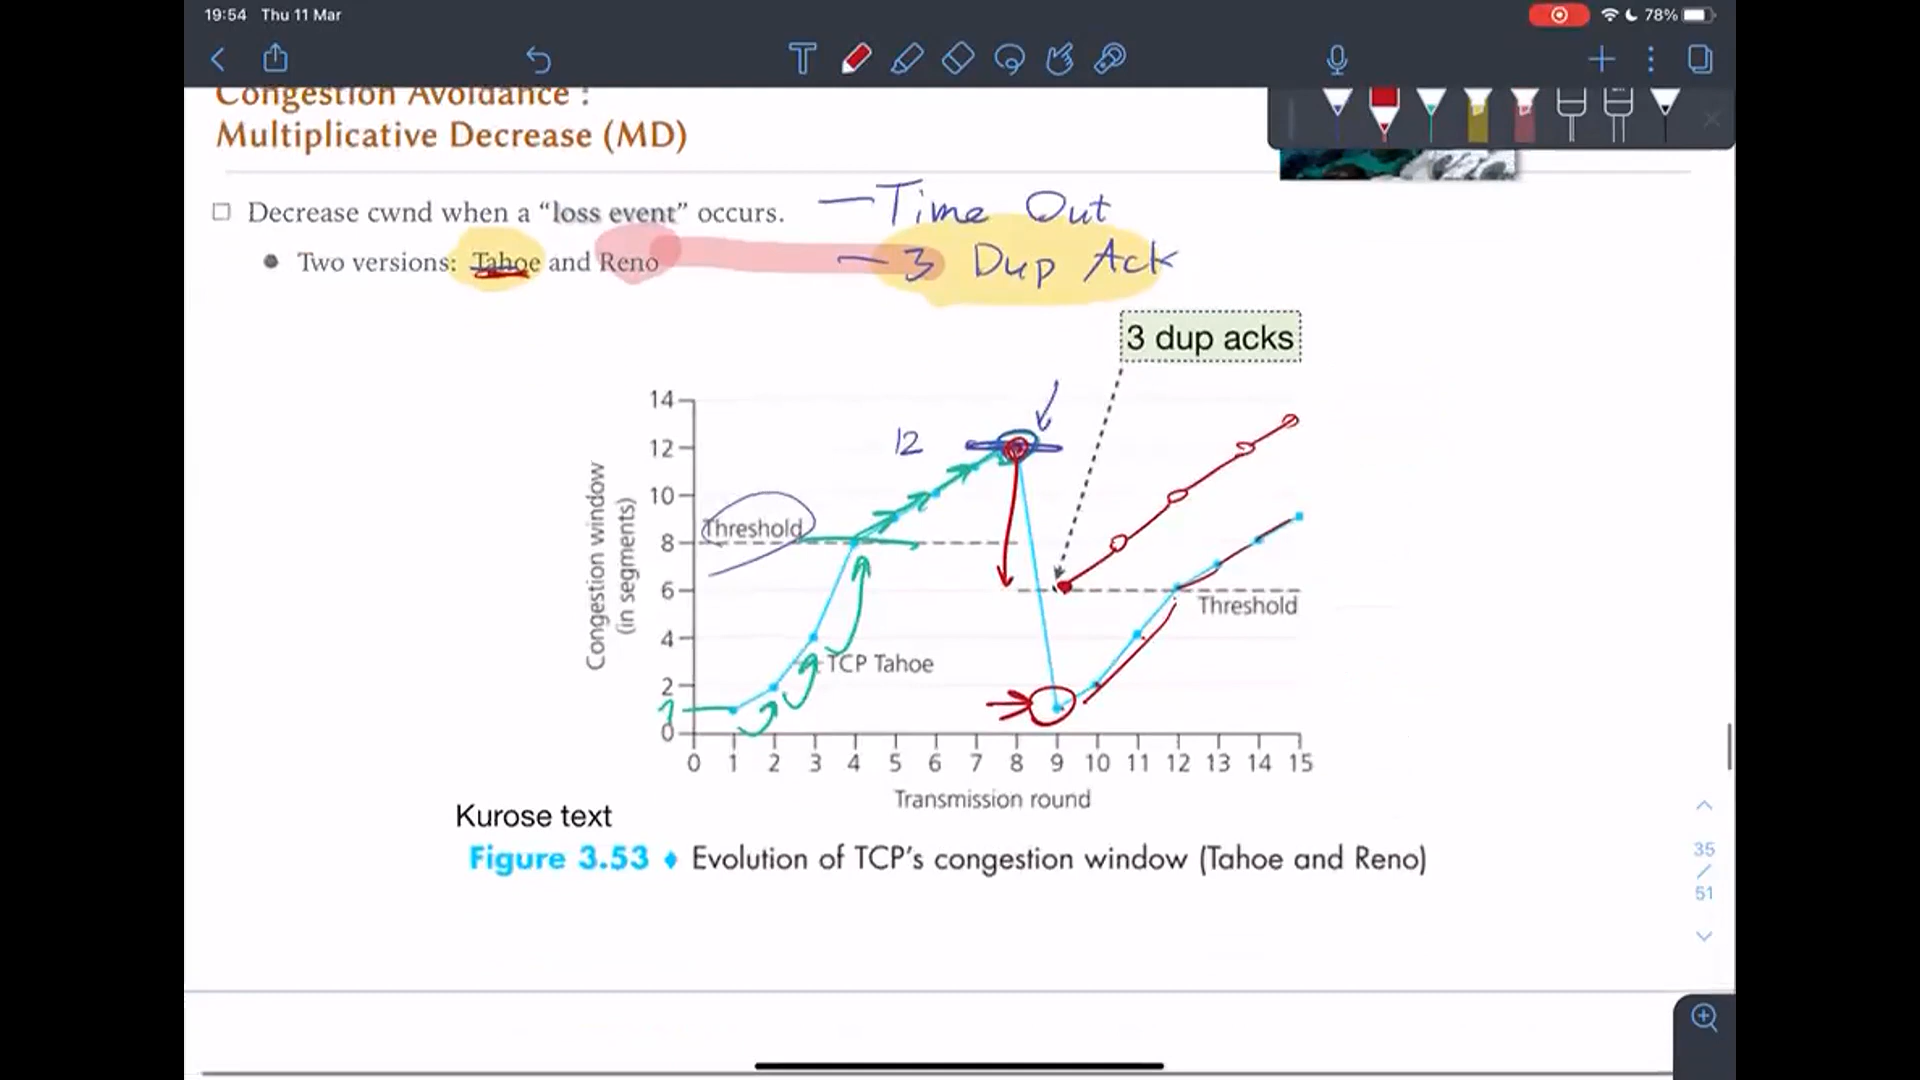 19:54 Thu 11 Mar
78%
Congestion Avoidance :
Multiplicative Decrease (MD)
□ Decrease cwnd when a “loss event” occurs.
— Time Out
● Two versions: Tahoe and Reno
— 3 Dup Ack
3 dup acks
14
12
10
8
6
4
2
0
12
1
Congestion window
(in segments)
Threshold
Threshold
TCP Tahoe
0 1 2 3 4 5 6 7 8 9 10 11 12 13 14 15
Transmission round
Kurose text
Figure 3.53 ♦ Evolution of TCP’s congestion window (Tahoe and Reno)
35
/
51